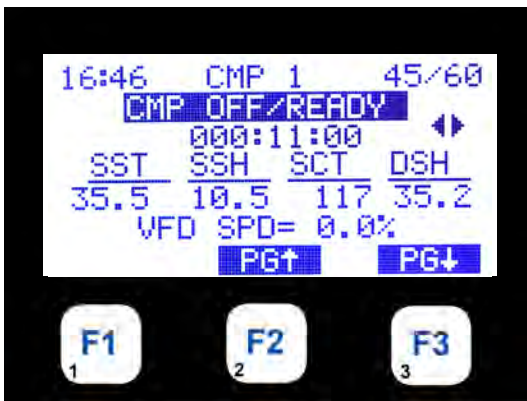 16:46 CMP 1 45/60
CMP OFF/READY
000:11:00
SST SSH SCT DSH
35.5 10.5 117 35.2
VFD SPD= 0.0%
PG↑ PG↓
F1 F2 F3
1 2 3